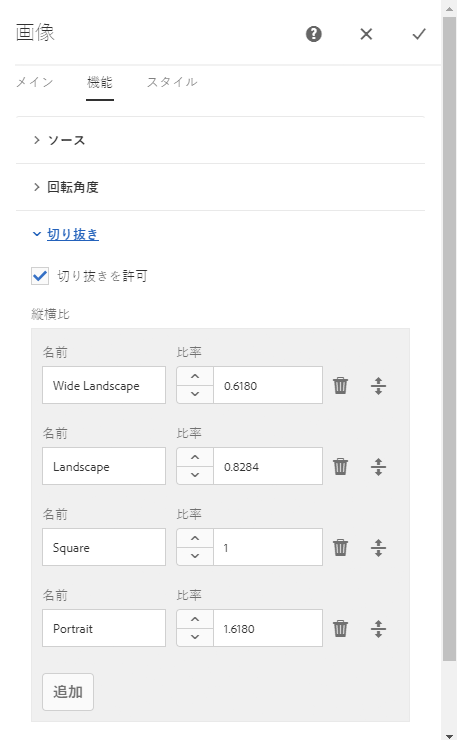 画像
メイン 機能 スタイル
ソース
回転角度
切り抜き
切り抜きを許可
縦横比
名前 比率
Wide Landscape 0.6180
名前 比率
Landscape 0.8284
名前 比率
Square 1
名前 比率
Portrait 1.6180
追加